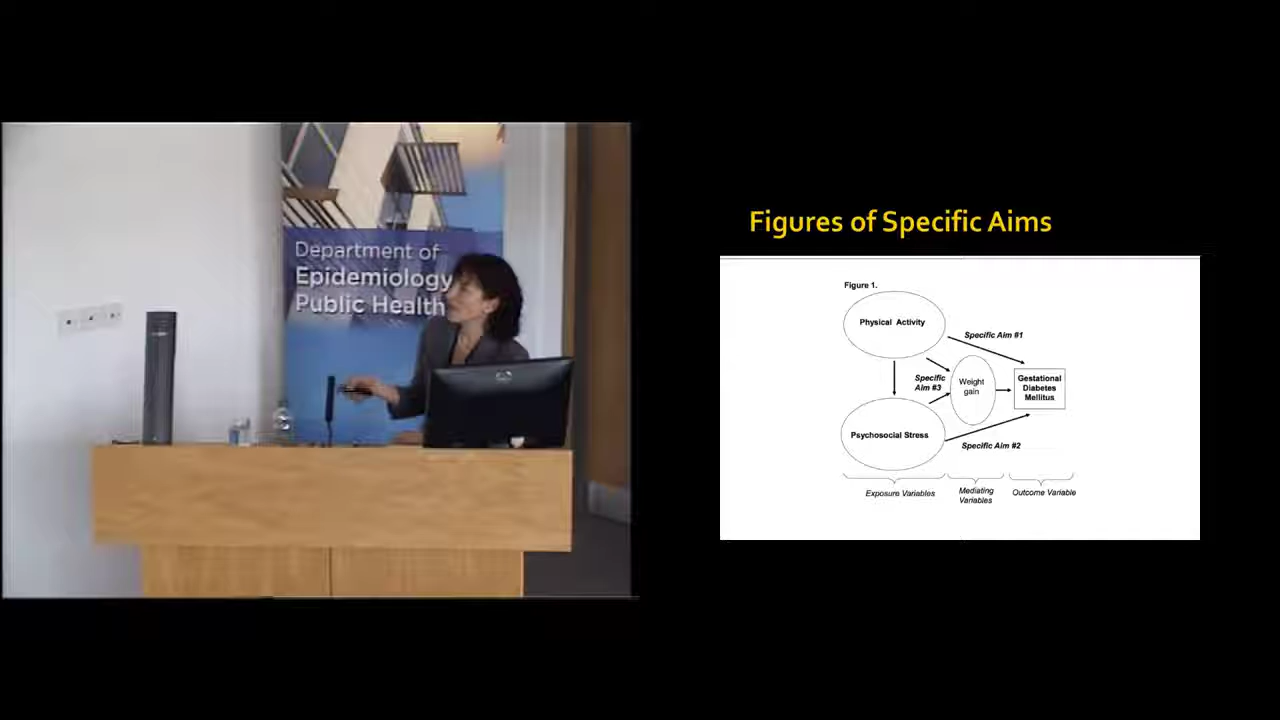 Department of
Epidemiology
Public Health
Figures of Specific Aims
Figure 1.
Physical Activity
Specific Aim #1
Specific
Aim #3
Weight
gain
Gestational
Diabetes
Mellitus
Psychosocial Stress
Specific Aim #2
Exposure Variables
Mediating
Variables
Outcome Variable